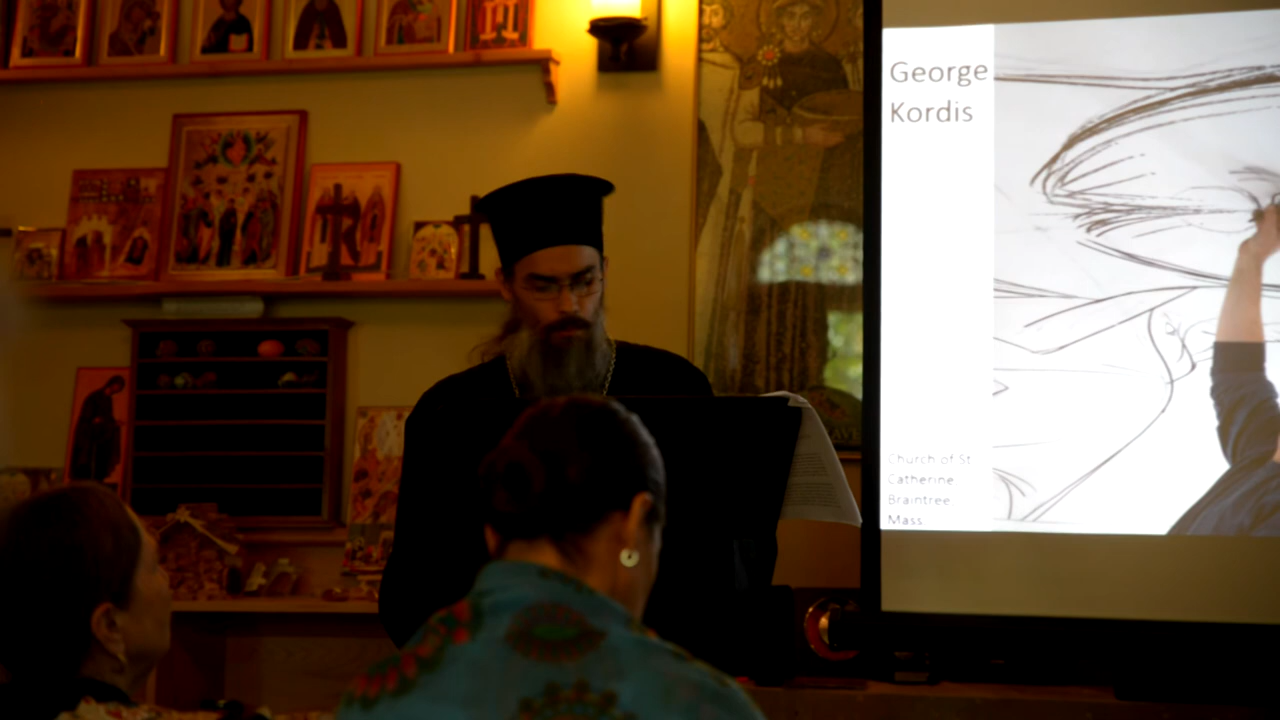 George
Kordis
Church of St
Catherine
Braintree,
Mass